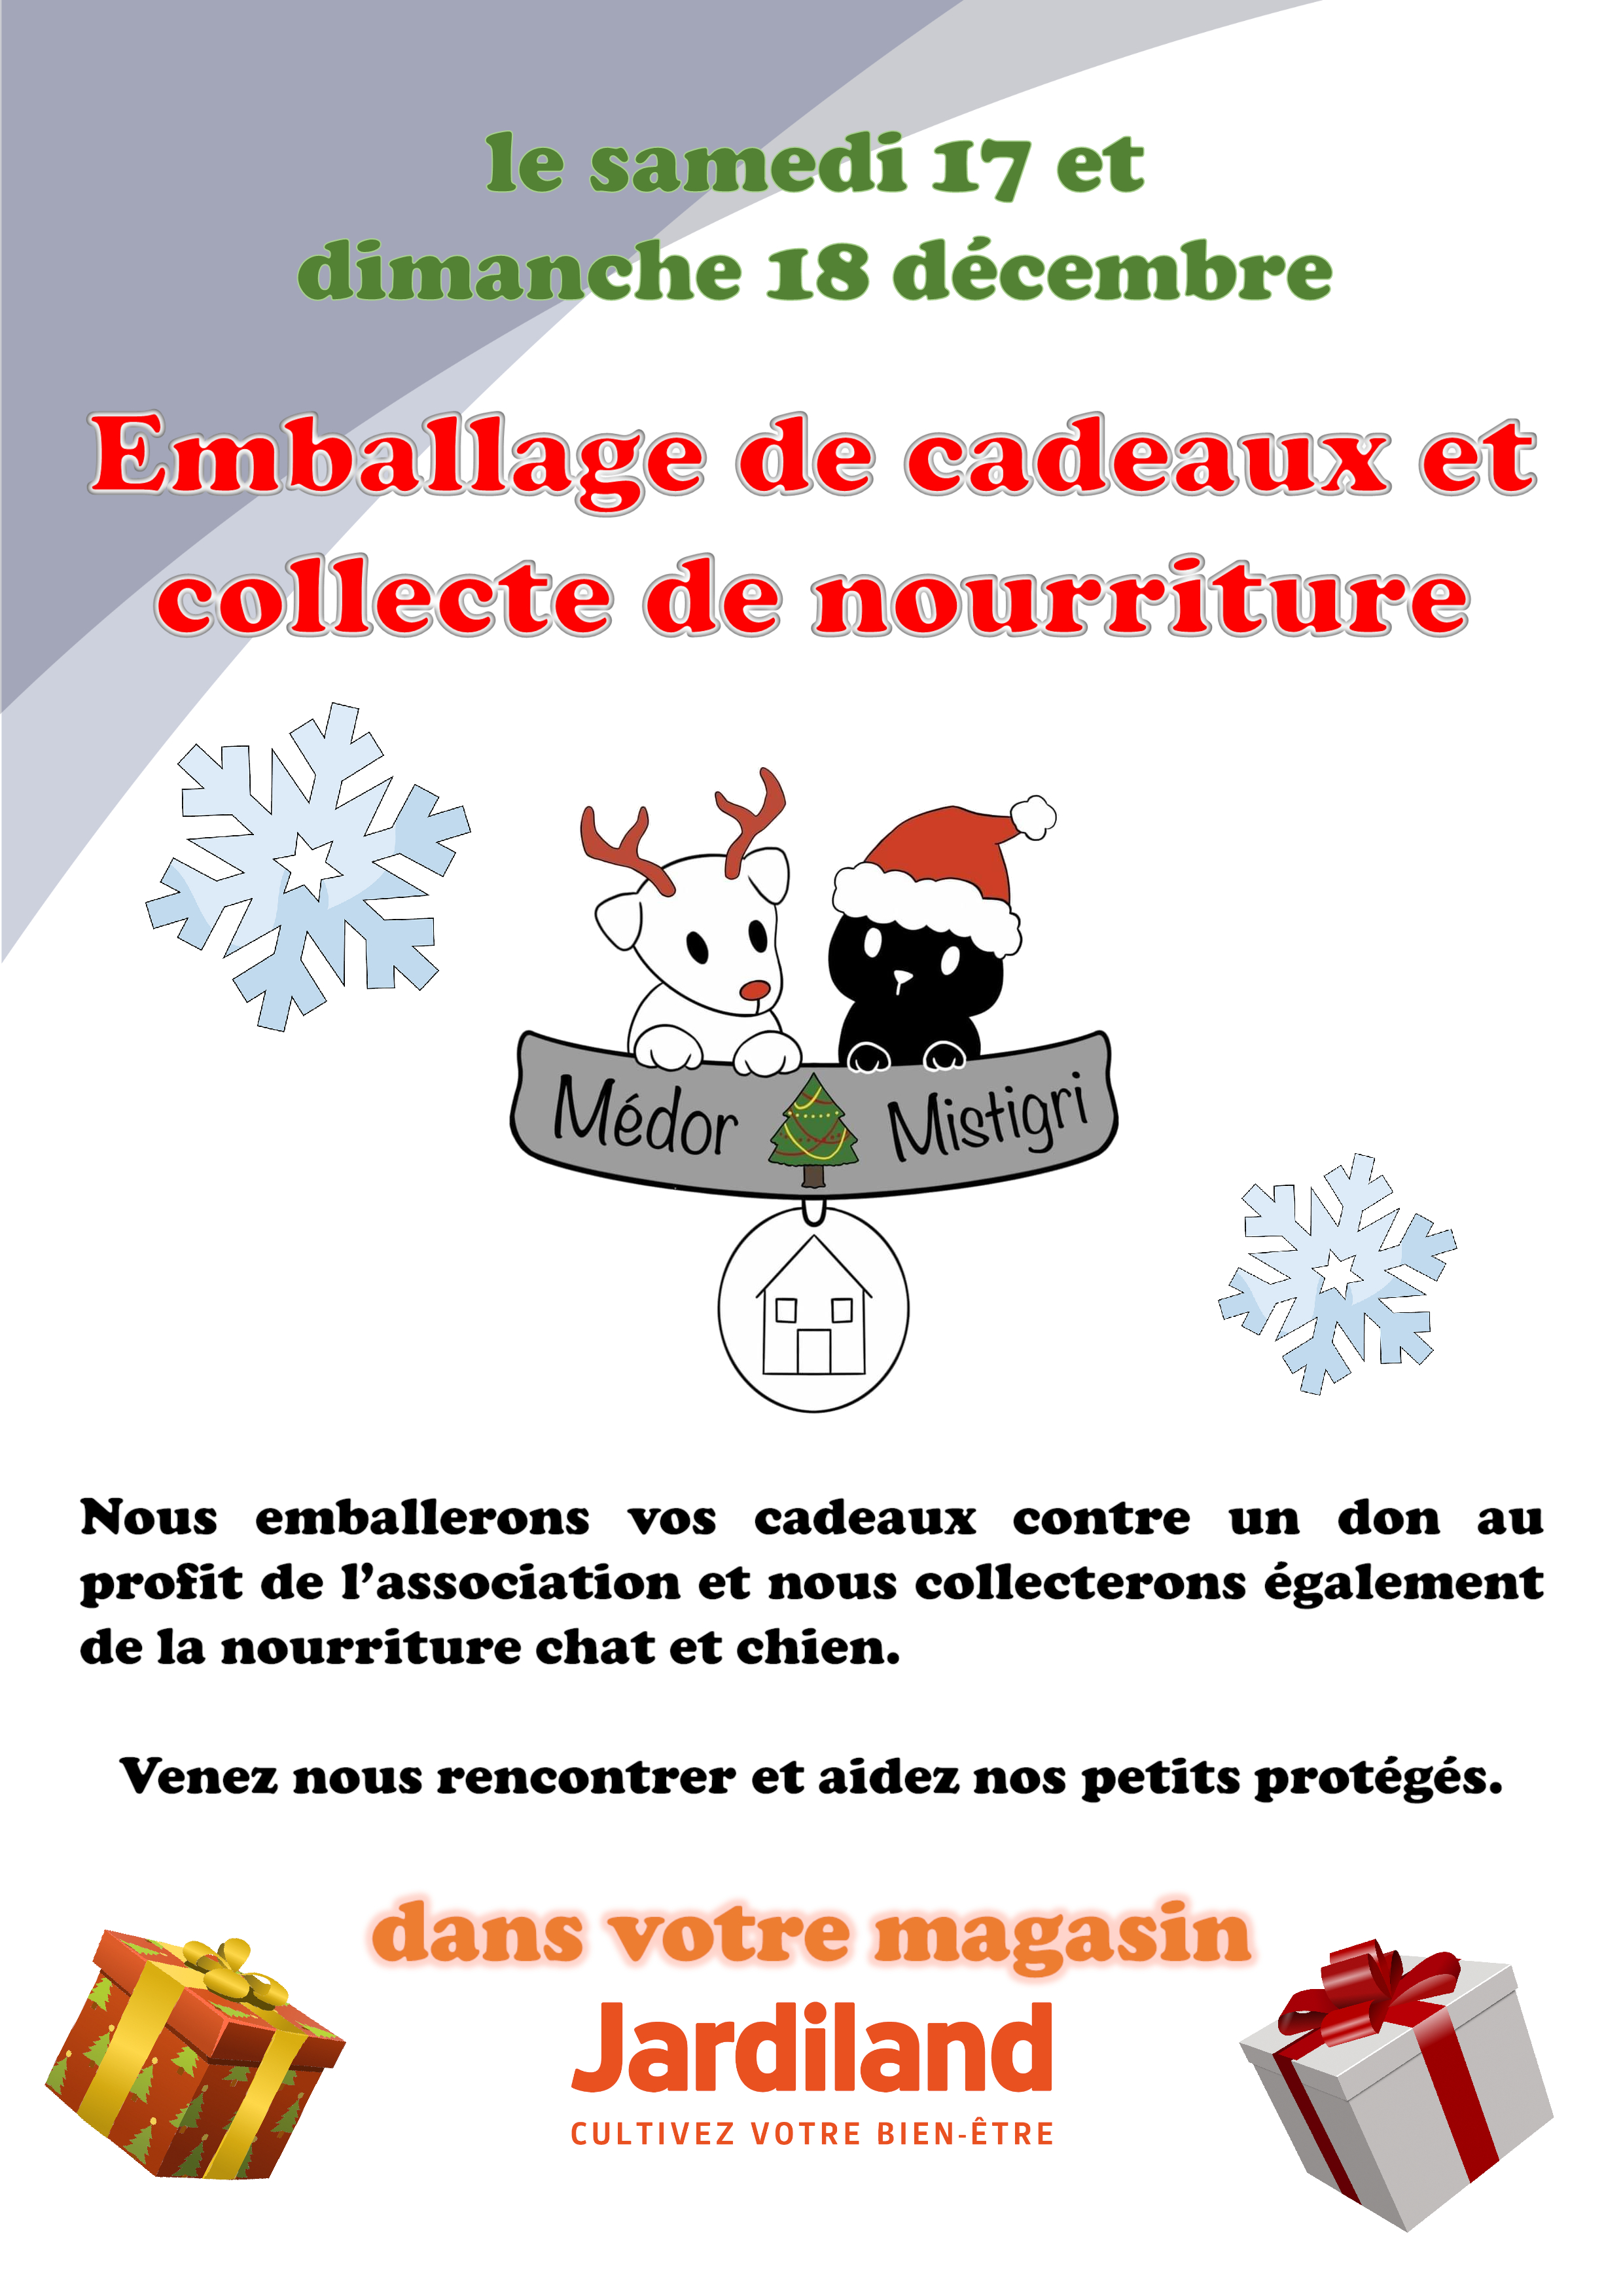 le samedi 17 et
dimanche 18 décembre
Emballage de cadeaux et
collecte de nourriture
Médor Mistigri
Nous emballerons vos cadeaux contre un don au
profit de l’association et nous collecterons également
de la nourriture chat et chien.
Venez nous rencontrer et aidez nos petits protégés.
dans votre magasin
Jardiland
CULTIVEZ VOTRE BIEN-ÊTRE